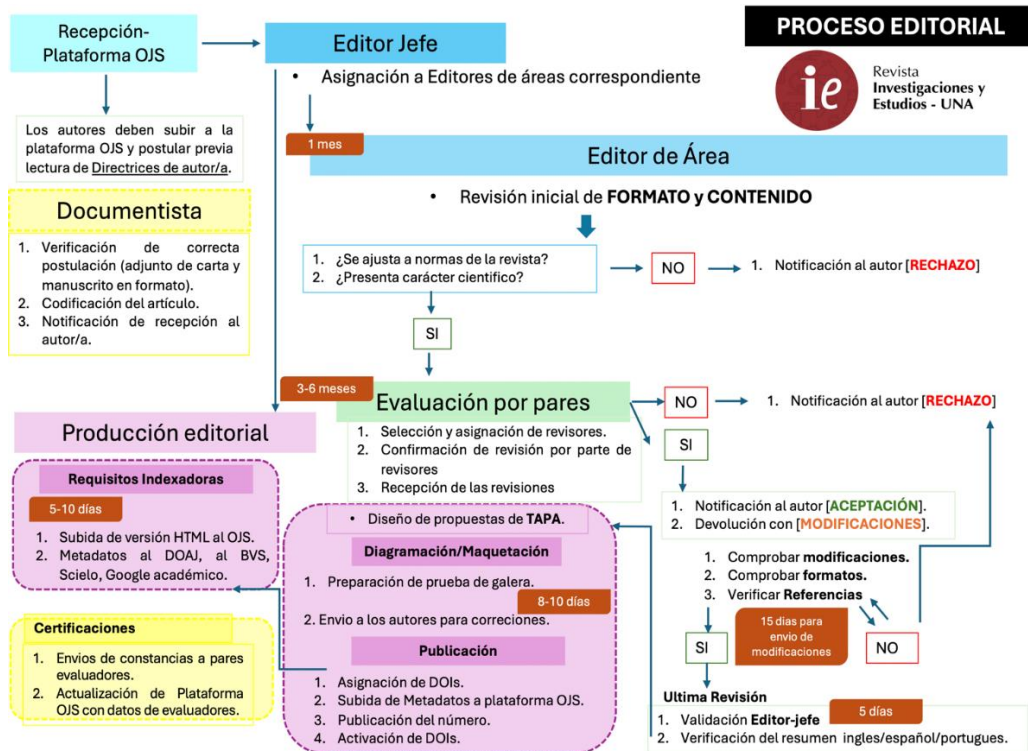 PROCESO EDITORIAL
ie
Revista
Investigaciones y
Estudios - UNA
Recepción-
Plataforma OJS
Editor Jefe
• Asignación a Editores de áreas correspondiente
Los autores deben subir a la
plataforma OJS y postular previa
lectura de Directrices de autor/a.
1 mes
Editor de Área
• Revisión inicial de FORMATO y CONTENIDO
Documentista
1. Verificación de correcta
postulación (adjunto de carta y
manuscrito en formato).
2. Codificación del artículo.
3. Notificación de recepción al
autor/a.
1. ¿Se ajusta a normas de la revista?
2. ¿Presenta carácter cientifico?
NO
1. Notificación al autor [RECHAZO]
SI
3-6 meses
Evaluación por pares
1. Selección y asignación de revisores.
2. Confirmación de revisión por parte de
revisores
3. Recepción de las revisiones
NO
1. Notificación al autor [RECHAZO]
SI
1. Notificación al autor [ACEPTACIÓN].
2. Devolución con [MODIFICACIONES].
1. Comprobar modificaciones.
2. Comprobar formatos.
3. Verificar Referencias
15 dias para
envio de
modificaciones
SI
NO
Ultima Revisión
5 días
1. Validación Editor-jefe
2. Verificación del resumen ingles/español/portugues.
Producción editorial
Requisitos Indexadoras
5-10 días
1. Subida de versión HTML al OJS.
2. Metadatos al DOAJ, al BVS,
Scielo, Google académico.
• Diseño de propuestas de TAPA.
Diagramación/Maquetación
1. Preparación de prueba de galera.
8-10 días
2. Envio a los autores para correciones.
Publicación
1. Asignación de DOIs.
2. Subida de Metadatos a plataforma OJS.
3. Publicación del número.
4. Activación de DOIs.
Certificaciones
1. Envios de constancias a pares
evaluadores.
2. Actualización de Plataforma
OJS con datos de evaluadores.